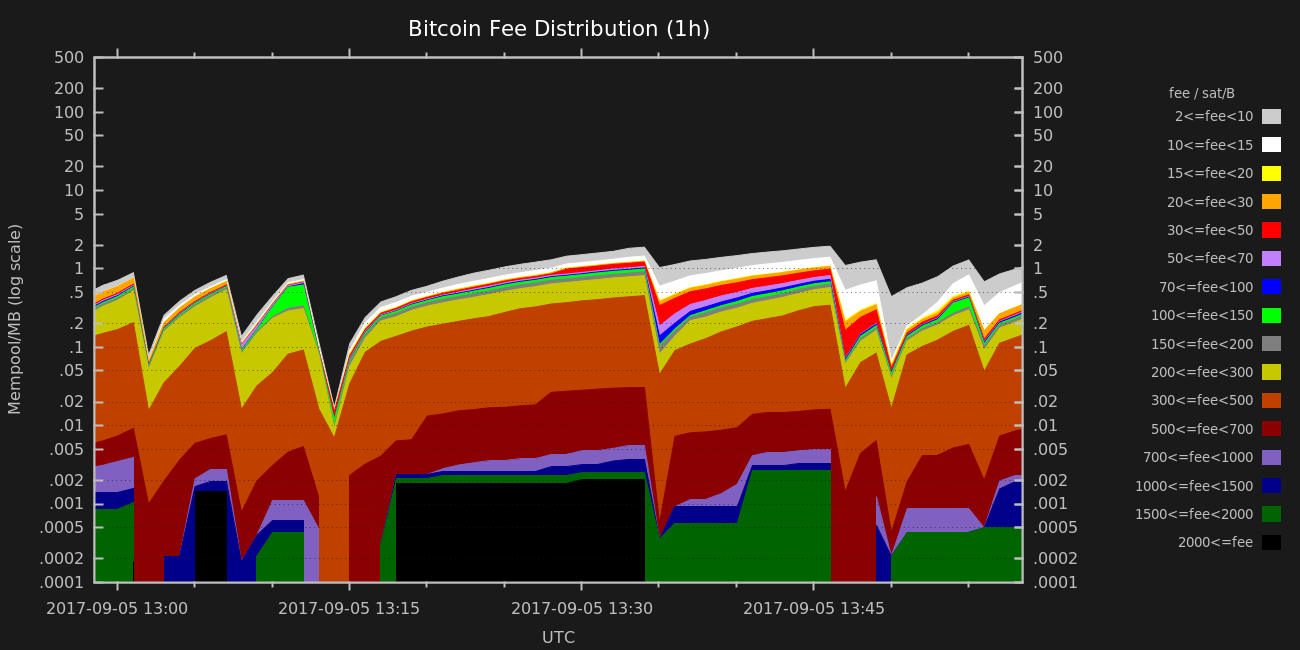 Bitcoin Fee Distribution (1h)
500 500
200 200
100 100
50 50
20 20
10 10
5 5
2 2
1 1
.5 .5
.2 .2
.1 .1
.05 .05
.02 .02
.01 .01
.005 .005
.002 .002
.001 .001
.0005 .0005
.0002 .0002
.0001 .0001
Mempool/MB (log scale)
2017-09-05 13:00 2017-09-05 13:15 2017-09-05 13:30 2017-09-05 13:45
UTC
fee / sat/B
2<=fee<10
10<=fee<15
15<=fee<20
20<=fee<30
30<=fee<50
50<=fee<70
70<=fee<100
100<=fee<150
150<=fee<200
200<=fee<300
300<=fee<500
500<=fee<700
700<=fee<1000
1000<=fee<1500
1500<=fee<2000
2000<=fee